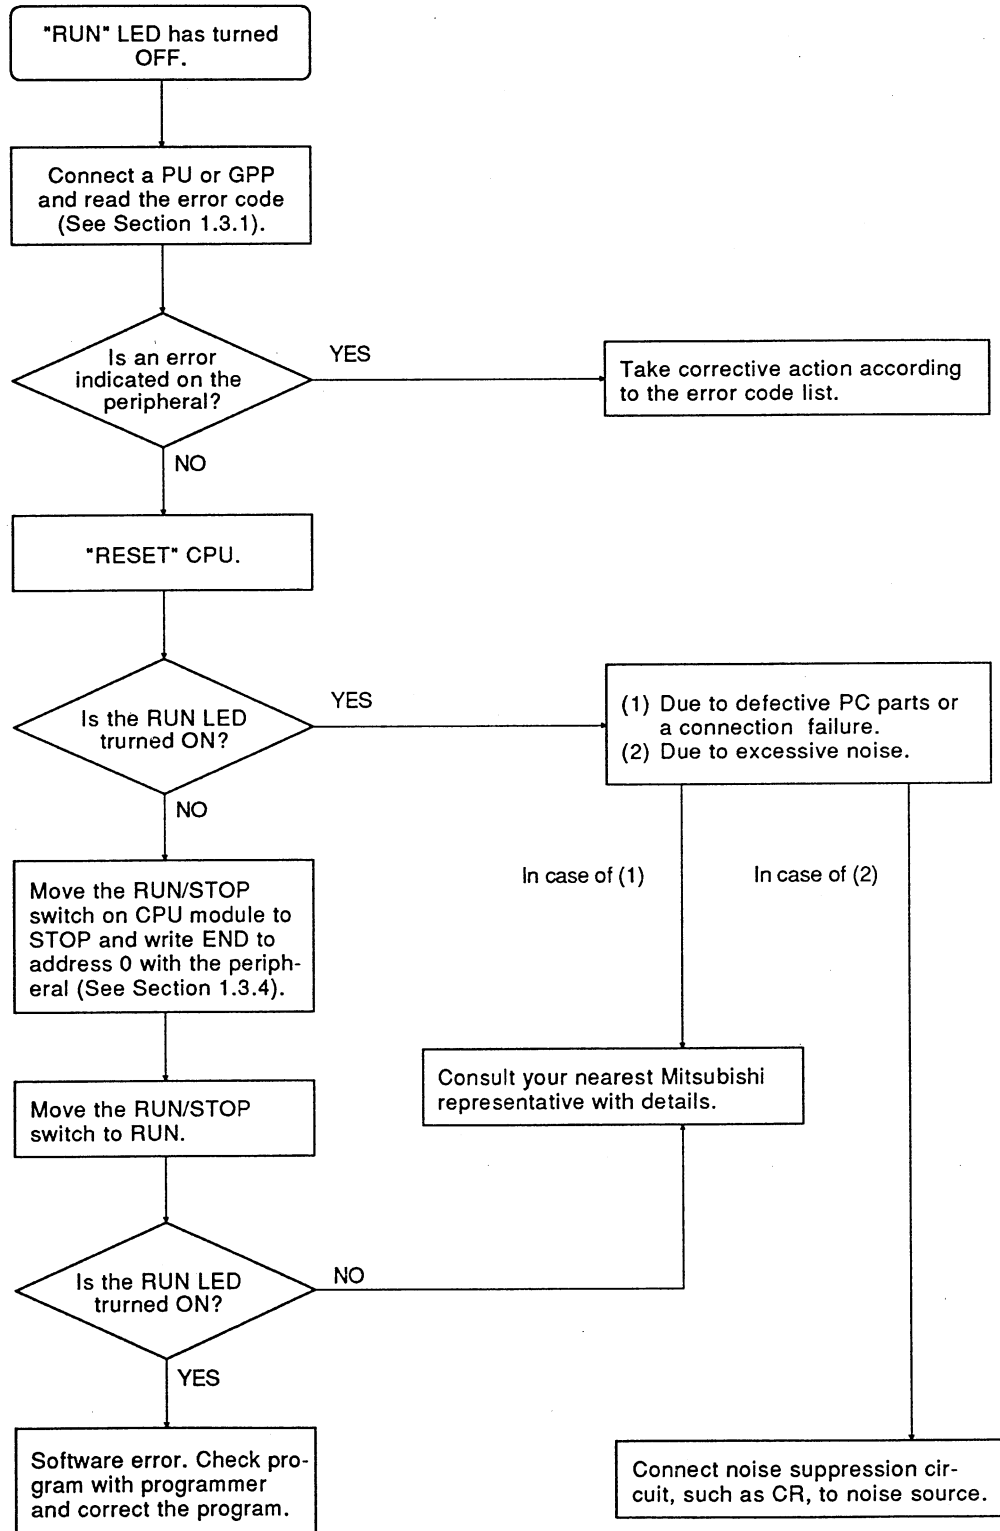 "RUN" LED has turned
OFF.
Connect a PU or GPP
and read the error code
(See Section 1.3.1).
Is an error
indicated on the
peripheral?
YES
Take corrective action according
to the error code list.
NO
"RESET" CPU.
Is the RUN LED
trurned ON?
YES
(1) Due to defective PC parts or
a connection failure.
(2) Due to excessive noise.
NO
In case of (1)
In case of (2)
Move the RUN/STOP
switch on CPU module to
STOP and write END to
address 0 with the periph-
eral (See Section 1.3.4).
Consult your nearest Mitsubishi
representative with details.
Move the RUN/STOP
switch to RUN.
Is the RUN LED
trurned ON?
NO
YES
Software error. Check pro-
gram with programmer
and correct the program.
Connect noise suppression cir-
cuit, such as CR, to noise source.